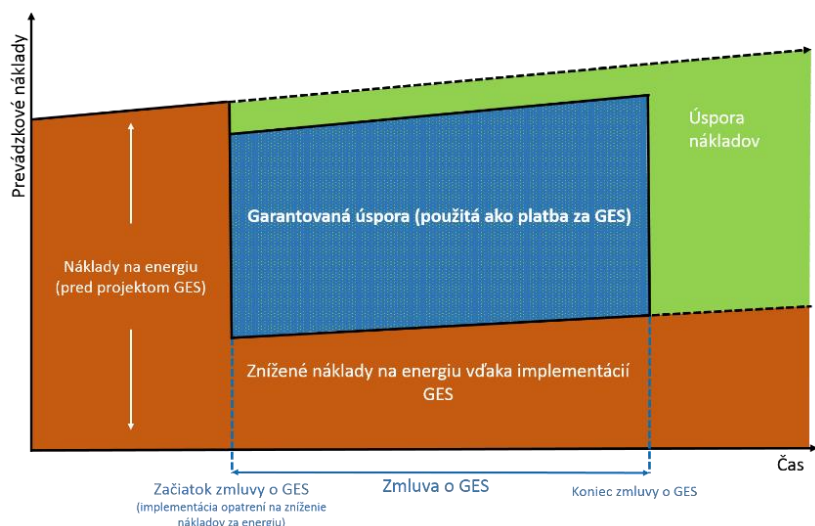 Prevádzkové náklady
Úspora
nákladov
Garantovaná úspora (použitá ako platba za GES)
Náklady na energiu
(pred projektom GES)
Znížené náklady na energiu vďaka implementácií
GES
Čas
Začiatok zmluvy o GES
(implementácia opatrení na zníženie
nákladov za energiu)
Zmluva o GES
Koniec zmluvy o GES